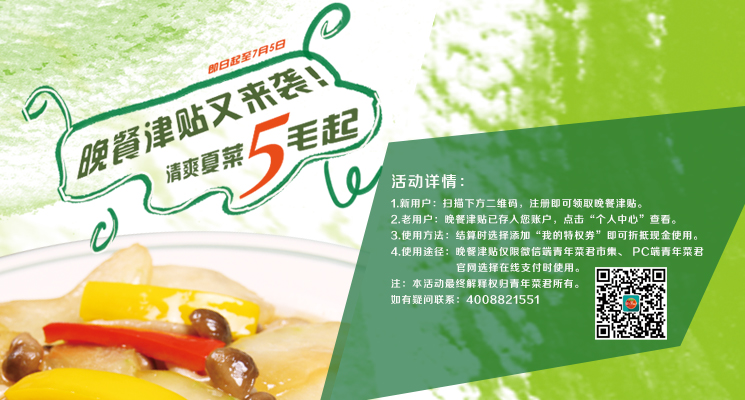 即日起至7月5日
晚餐津贴又来袭！
清爽夏菜5毛起
活动详情：
1.新用户：扫描下方二维码，注册即可领取晚餐津贴。
2.老用户：晚餐津贴已存入您账户，点击“个人中心”查看。
3.使用方法：结算时选择添加“我的特权券”即可折抵现金使用。
4.使用途径：晚餐津贴仅限微信端青年菜君市集、 PC端青年菜君
官网选择在线支付时使用。
注：本活动最终解释权归青年菜君所有。
如有疑问联系：4008821551